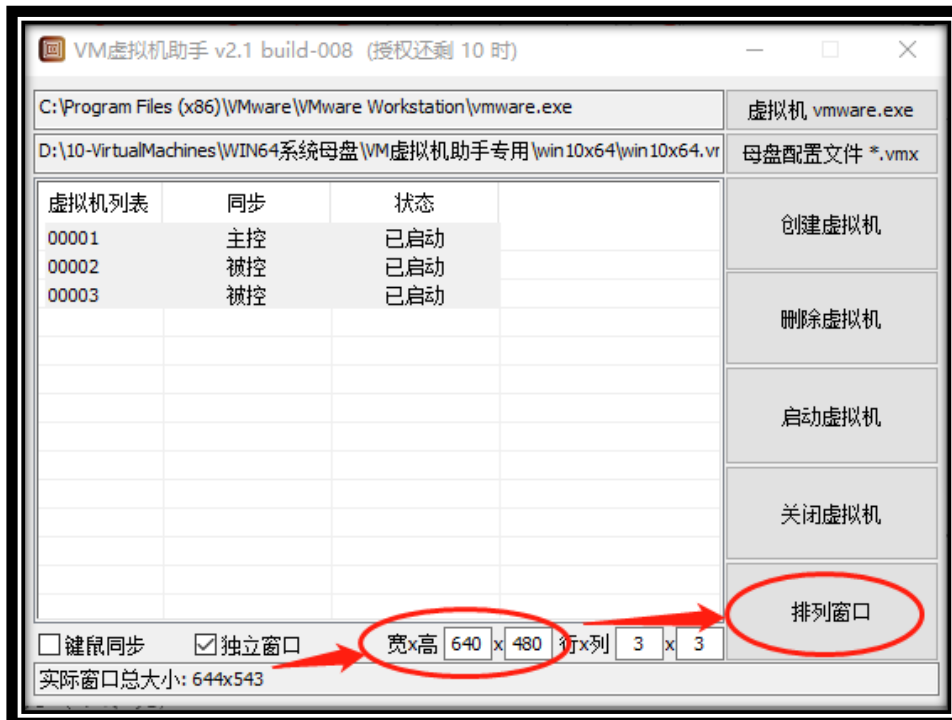 VM虚拟机助手 v2.1 build-008 (授权还剩 10 时)
C:\Program Files (x86)\VMware\VMware Workstation\vmware.exe 虚拟机 vmware.exe
D:\10-VirtualMachines\WIN64系统母盘\VM虚拟机助手专用\win10x64\win10x64.vr 母盘配置文件 *.vmx
虚拟机列表 同步 状态
00001 主控 已启动
00002 被控 已启动
00003 被控 已启动
创建虚拟机
删除虚拟机
启动虚拟机
关闭虚拟机
排列窗口
键鼠同步 独立窗口 宽x高 640 x 480 行x列 3 x 3
实际窗口总大小: 644x543